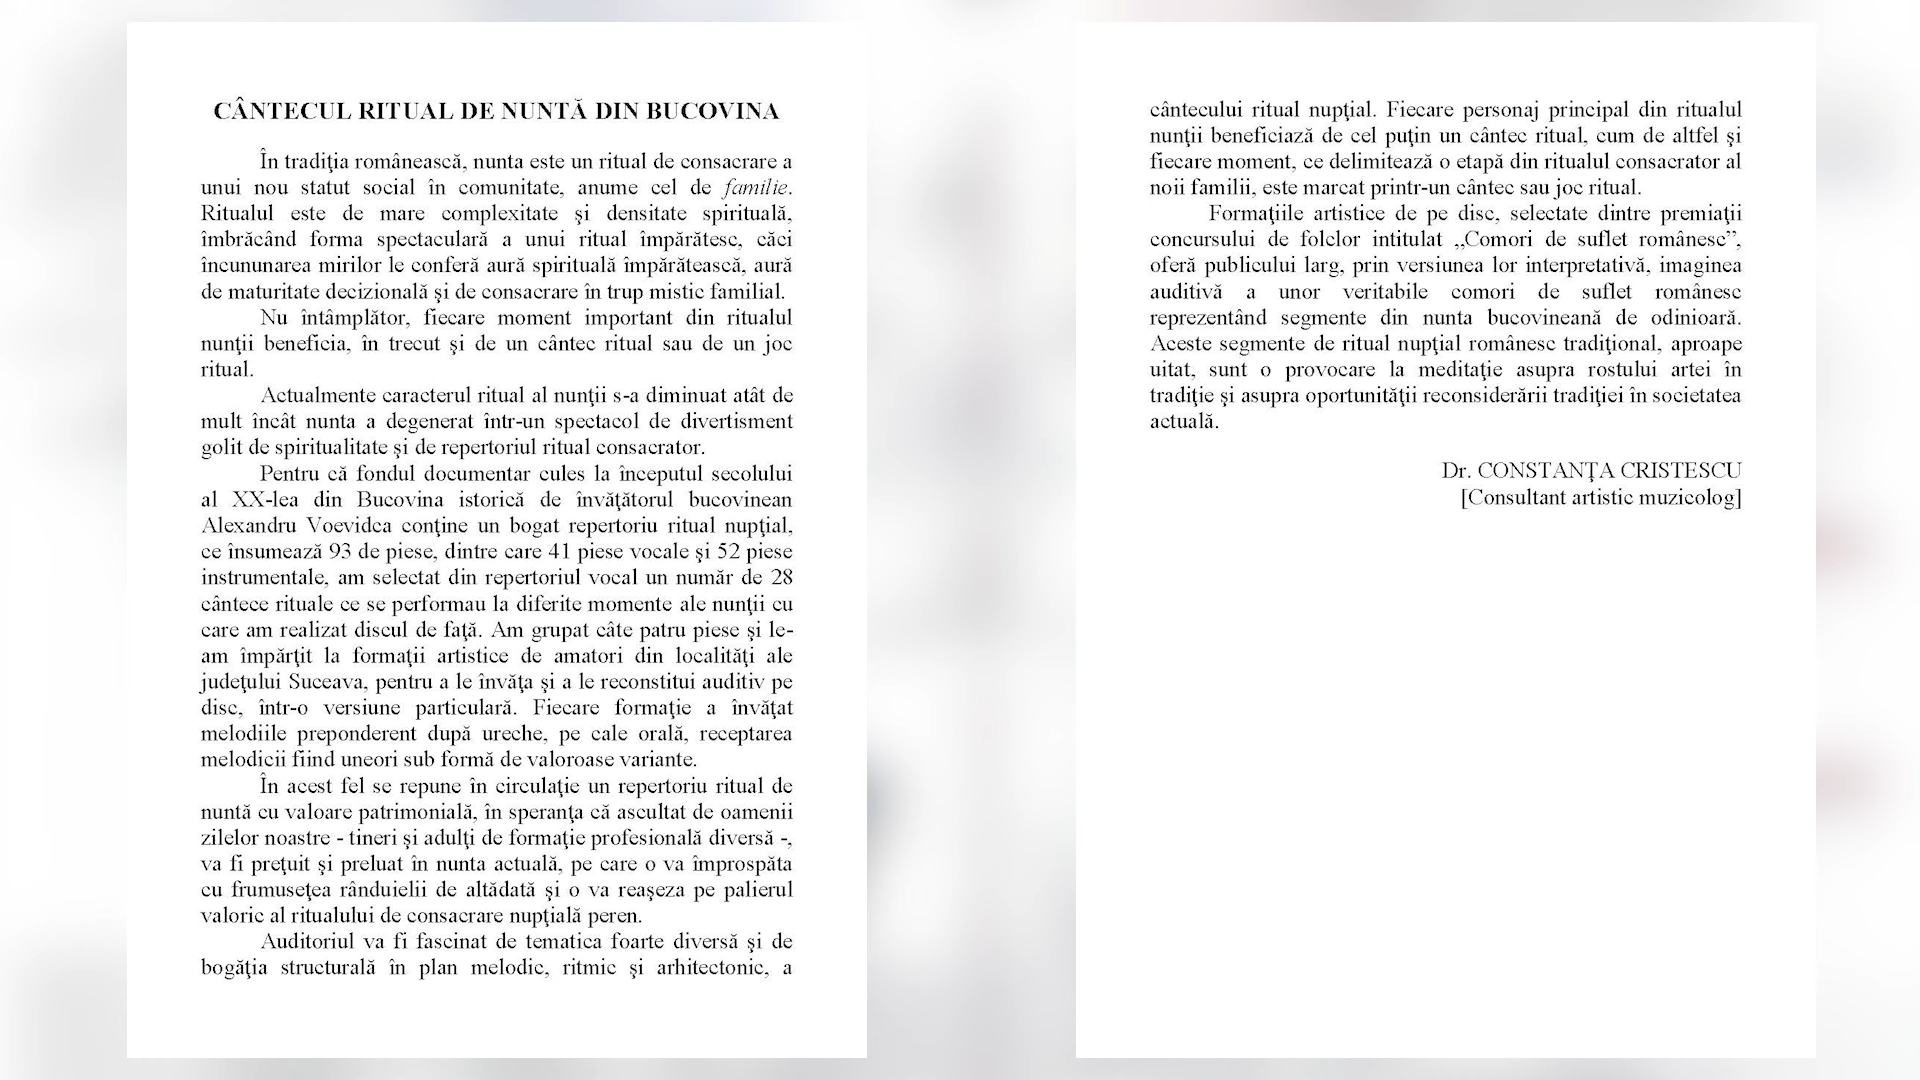 CÂNTECUL RITUAL DE NUNTĂ DIN BUCOVINA
În tradiţia românească, nunta este un ritual de consacrare a
unui nou statut social în comunitate, anume cel de familie.
Ritualul este de mare complexitate şi densitate spirituală,
îmbrăcând forma spectaculară a unui ritual împărătesc, căci
încununarea mirilor le conferă aură spirituală împărătească, aură
de maturitate decizională şi de consacrare în trup mistic familial.
Nu întâmplător, fiecare moment important din ritualul
nunţii beneficia, în trecut şi de un cântec ritual sau de un joc
ritual.
Actualmente caracterul ritual al nunţii s-a diminuat atât de
mult încât nunta a degenerat într-un spectacol de divertisment
golit de spiritualitate şi de repertoriul ritual consacrator.
Pentru că fondul documentar cules la începutul secolului
al XX-lea din Bucovina istorică de învăţătorul bucovinean
Alexandru Voevidca conţine un bogat repertoriu ritual nupţial,
ce însumează 93 de piese, dintre care 41 piese vocale şi 52 piese
instrumentale, am selectat din repertoriul vocal un număr de 28
cântece rituale ce se performau la diferite momente ale nunţii cu
care am realizat discul de faţă. Am grupat câte patru piese şi le-
am împărţit la formaţii artistice de amatori din localităţi ale
judeţului Suceava, pentru a le învăţa şi a le reconstitui auditiv pe
disc, într-o versiune particulară. Fiecare formaţie a învăţat
melodiile preponderent după ureche, pe cale orală, receptarea
melodicii fiind uneori sub formă de valoroase variante.
În acest fel se repune în circulaţie un repertoriu ritual de
nuntă cu valoare patrimonială, în speranţa că ascultat de oamenii
zilelor noastre - tineri şi adulţi de formaţie profesională diversă -,
va fi preţuit şi preluat în nunta actuală, pe care o va împrospăta
cu frumuseţea rânduielii de altădată şi o va reaşeza pe palierul
valoric al ritualului de consacrare nupţială peren.
Auditoriul va fi fascinat de tematica foarte diversă şi de
bogăţia structurală în plan melodic, ritmic şi arhitectonic, a
cântecului ritual nupţial. Fiecare personaj principal din ritualul
nunţii beneficiază de cel puţin un cântec ritual, cum de altfel şi
fiecare moment, ce delimitează o etapă din ritualul consacrator al
noii familii, este marcat printr-un cântec sau joc ritual.
Formaţiile artistice de pe disc, selectate dintre premiaţii
concursului de folclor intitulat „Comori de suflet românesc”,
oferă publicului larg, prin versiunea lor interpretativă, imaginea
auditivă a unor veritabile comori de suflet românesc
reprezentând segmente din nunta bucovineană de odinioară.
Aceste segmente de ritual nupţial românesc tradiţional, aproape
uitat, sunt o provocare la meditaţie asupra rostului artei în
tradiţie şi asupra oportunităţii reconsiderării tradiţiei în societatea
actuală.
Dr. CONSTANŢA CRISTESCU
[Consultant artistic muzicolog]